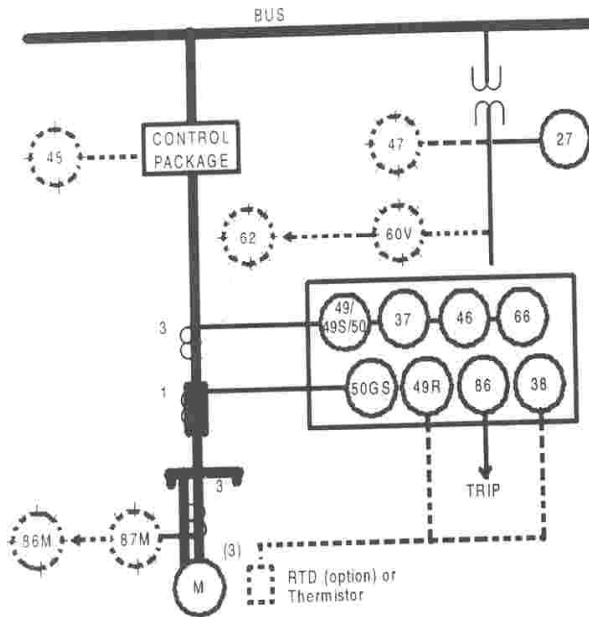 BUS
CONTROL
PACKAGE
45
47
27
62
60V
3
49/
49S/50
37
46
66
1
50GS
49R
86
38
3
TRIP
86M
87M
(3)
M
RTD (option) or
Thermistor